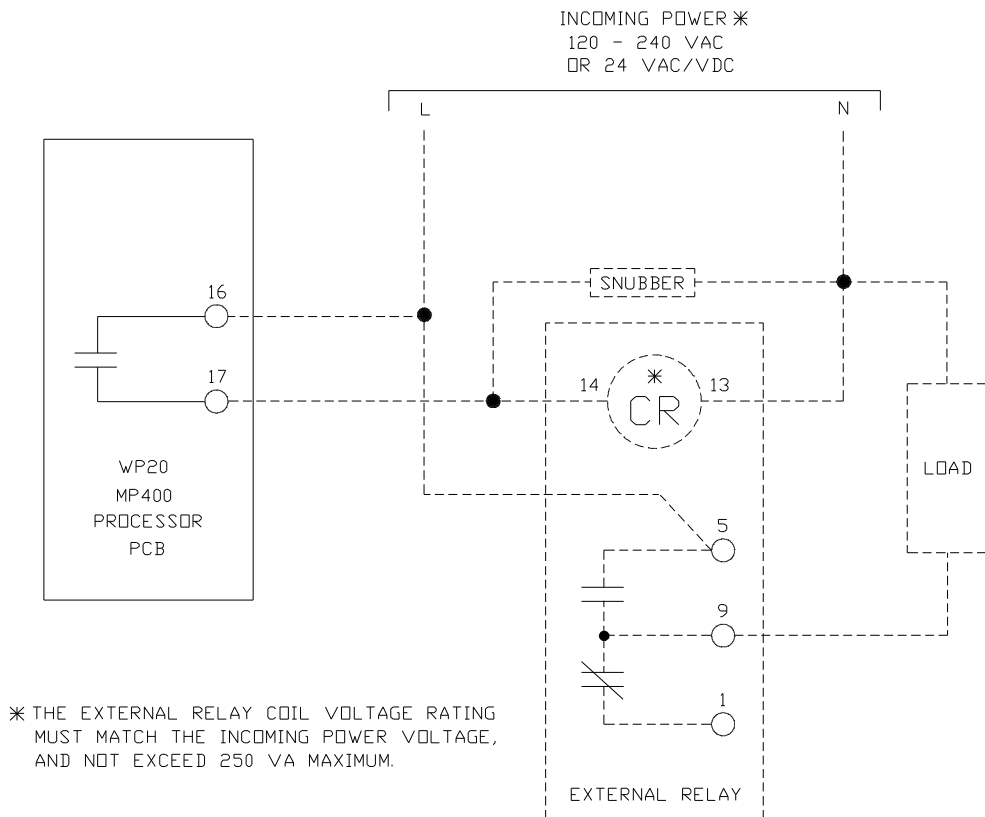 INCOMING POWER *
120 - 240 VAC
OR 24 VAC/VDC
L
N
SNUBBER
16
17
14
*
CR
13
WP20
MP400
PROCESSOR
PCB
LOAD
5
9
1
* THE EXTERNAL RELAY COIL VOLTAGE RATING
MUST MATCH THE INCOMING POWER VOLTAGE,
AND NOT EXCEED 250 VA MAXIMUM.
EXTERNAL RELAY